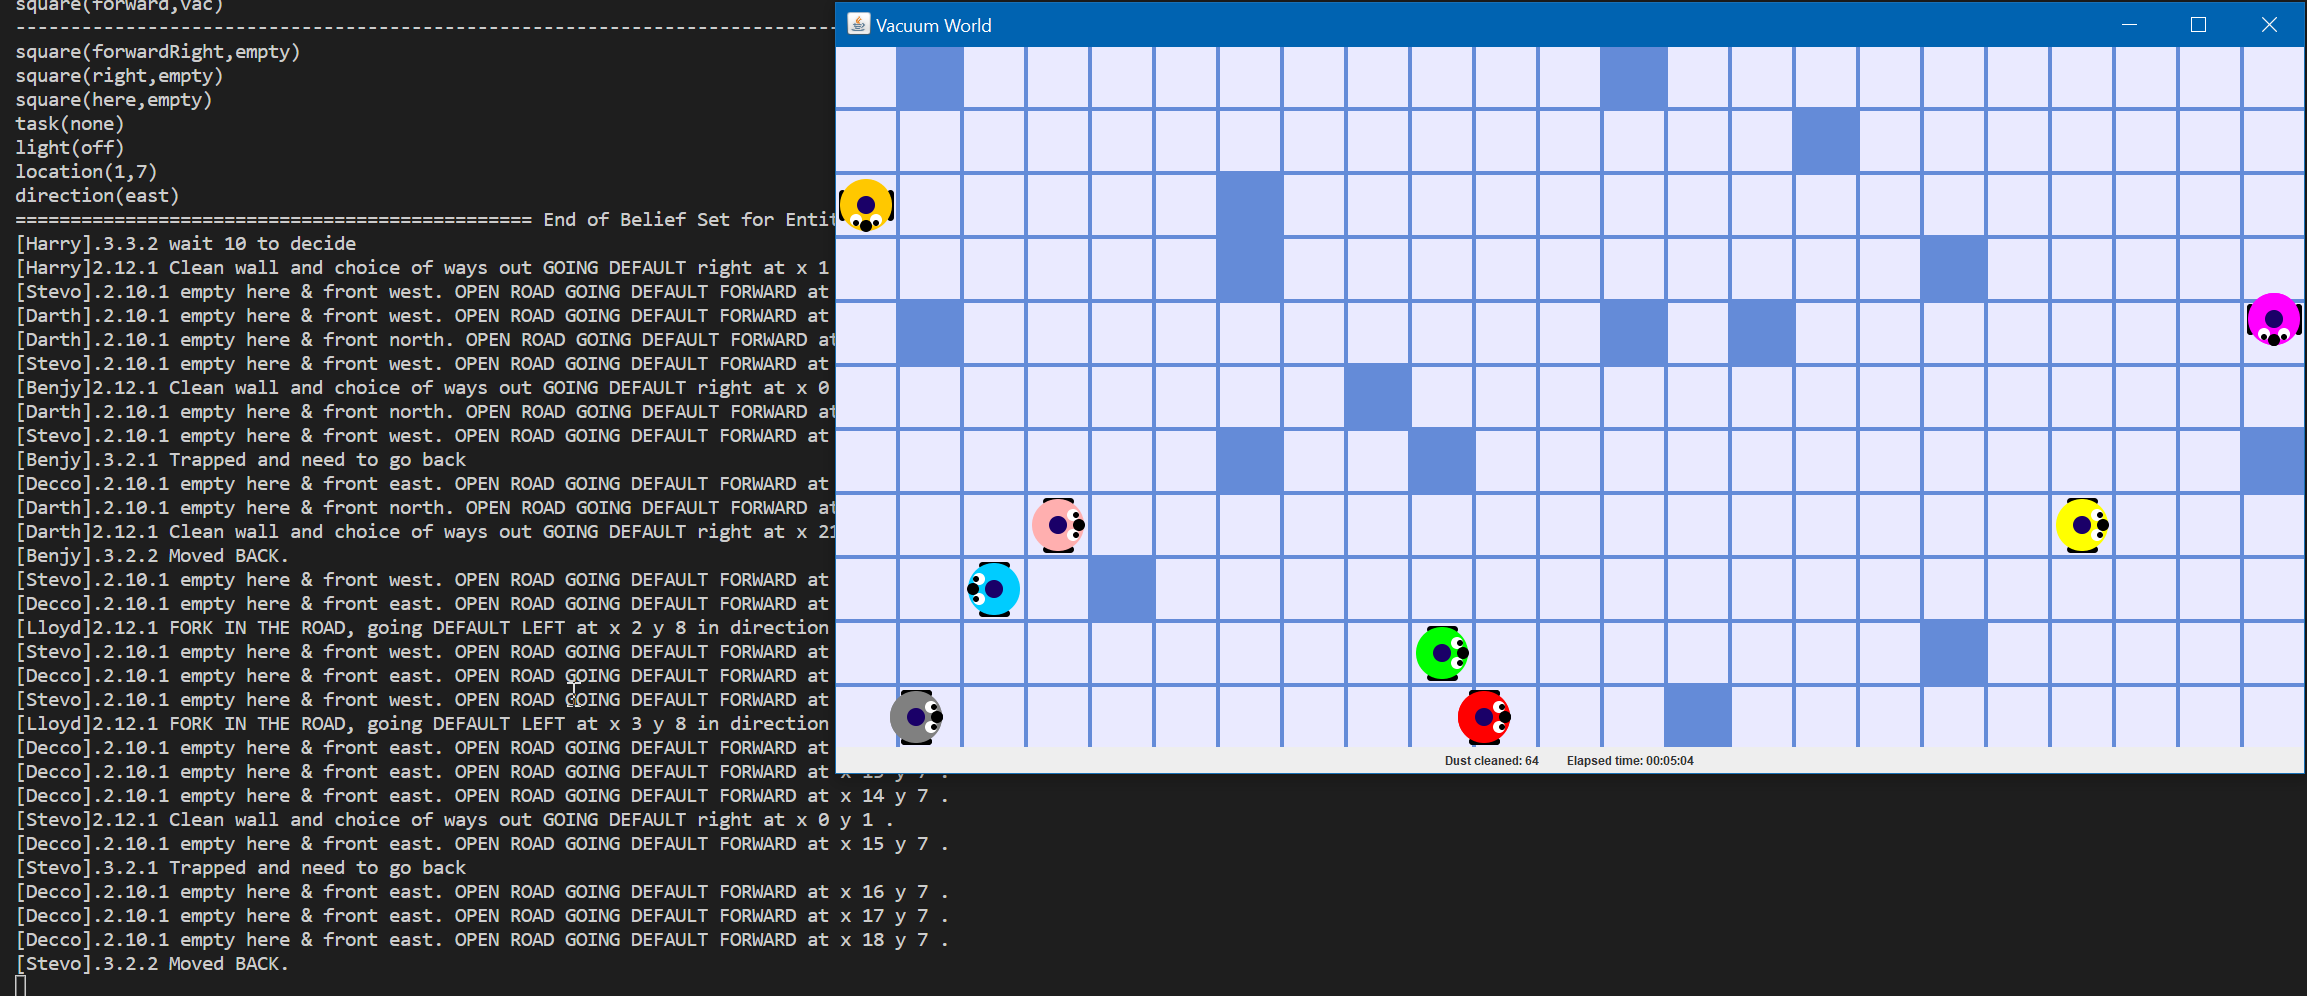 square(forward,vac)
--------------------------------------------------------------------------
square(forwardRight,empty)
square(right,empty)
square(here,empty)
task(none)
light(off)
location(1,7)
direction(east)
=============================================== End of Belief Set for Entit
[Harry].3.3.2 wait 10 to decide
[Harry]2.12.1 Clean wall and choice of ways out GOING DEFAULT right at x 1
[Stevo].2.10.1 empty here & front west. OPEN ROAD GOING DEFAULT FORWARD at
[Darth].2.10.1 empty here & front west. OPEN ROAD GOING DEFAULT FORWARD at
[Darth].2.10.1 empty here & front north. OPEN ROAD GOING DEFAULT FORWARD at
[Stevo].2.10.1 empty here & front west. OPEN ROAD GOING DEFAULT FORWARD at
[Benjy]2.12.1 Clean wall and choice of ways out GOING DEFAULT right at x 0
[Darth].2.10.1 empty here & front north. OPEN ROAD GOING DEFAULT FORWARD at
[Stevo].2.10.1 empty here & front west. OPEN ROAD GOING DEFAULT FORWARD at
[Benjy].3.2.1 Trapped and need to go back
[Decco].2.10.1 empty here & front east. OPEN ROAD GOING DEFAULT FORWARD at
[Darth].2.10.1 empty here & front north. OPEN ROAD GOING DEFAULT FORWARD at
[Darth]2.12.1 Clean wall and choice of ways out GOING DEFAULT right at x 21
[Benjy].3.2.2 Moved BACK.
[Stevo].2.10.1 empty here & front west. OPEN ROAD GOING DEFAULT FORWARD at
[Decco].2.10.1 empty here & front east. OPEN ROAD GOING DEFAULT FORWARD at
[Lloyd]2.12.1 FORK IN THE ROAD, going DEFAULT LEFT at x 2 y 8 in direction
[Stevo].2.10.1 empty here & front west. OPEN ROAD GOING DEFAULT FORWARD at
[Decco].2.10.1 empty here & front east. OPEN ROAD GOING DEFAULT FORWARD at
[Stevo].2.10.1 empty here & front west. OPEN ROAD GOING DEFAULT FORWARD at
[Lloyd]2.12.1 FORK IN THE ROAD, going DEFAULT LEFT at x 3 y 8 in direction
[Decco].2.10.1 empty here & front east. OPEN ROAD GOING DEFAULT FORWARD at
[Decco].2.10.1 empty here & front east. OPEN ROAD GOING DEFAULT FORWARD at x 13 y 7 .
[Decco].2.10.1 empty here & front east. OPEN ROAD GOING DEFAULT FORWARD at x 14 y 7 .
[Stevo]2.12.1 Clean wall and choice of ways out GOING DEFAULT right at x 0 y 1 .
[Decco].2.10.1 empty here & front east. OPEN ROAD GOING DEFAULT FORWARD at x 15 y 7 .
[Stevo].3.2.1 Trapped and need to go back
[Decco].2.10.1 empty here & front east. OPEN ROAD GOING DEFAULT FORWARD at x 16 y 7 .
[Decco].2.10.1 empty here & front east. OPEN ROAD GOING DEFAULT FORWARD at x 17 y 7 .
[Decco].2.10.1 empty here & front east. OPEN ROAD GOING DEFAULT FORWARD at x 18 y 7 .
[Stevo].3.2.2 Moved BACK.
Vacuum World
Dust cleaned: 64 Elapsed time: 00:05:04